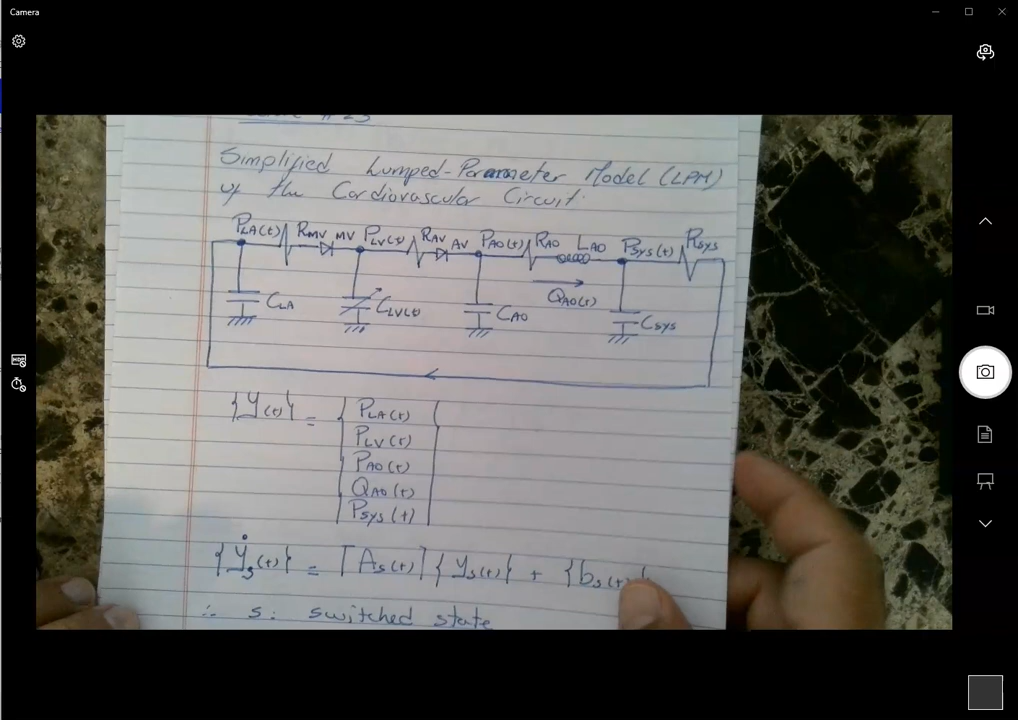 Camera
Simplified Lumped-Parameter Model (LPM)
of the Cardiovascular Circuit.
PLA(t) RMV MV PLV(t) RAV AV PAO(t) RAO LAO PSYS(t) RSYS
QAO(t)
CLA CLV(t) CAO CSYS
{Y(t)} = { PLA(t)
PLV(t)
PAO(t)
QAO(t)
PSYS(t) }
{Ẏs(t)} = [As(t)] {Ys(t)} + {bs(t)}
∴ s: switched state